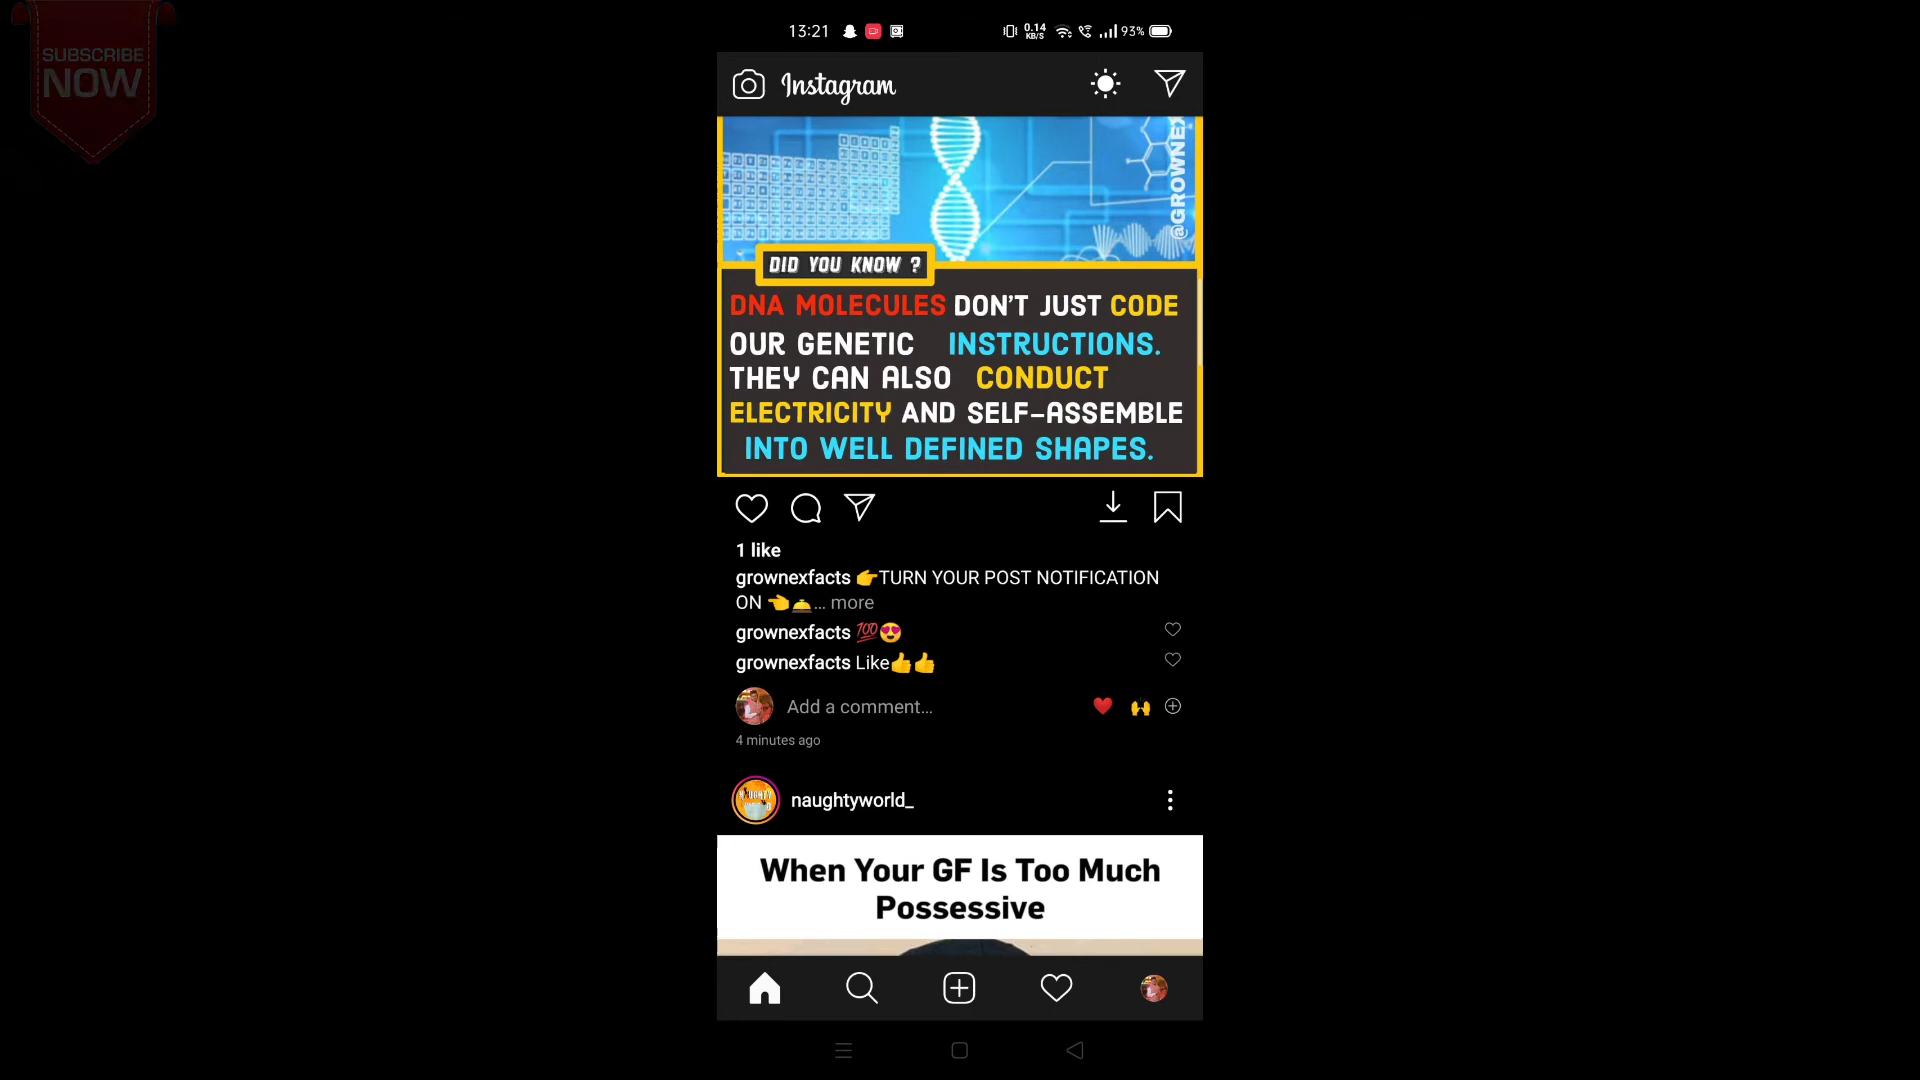 SUBSCRIBE
NOW
13:21
0.14
KB/S
93%
Instagram
@GROWNEX
DID YOU KNOW ?
DNA MOLECULES DON'T JUST CODE
OUR GENETIC INSTRUCTIONS.
THEY CAN ALSO CONDUCT
ELECTRICITY AND SELF-ASSEMBLE
INTO WELL DEFINED SHAPES.
1 like
grownexfacts 👉TURN YOUR POST NOTIFICATION
ON 👈🛎️... more
grownexfacts 💯😍
grownexfacts Like👍👍
Add a comment...
4 minutes ago
naughtyworld_
When Your GF Is Too Much
Possessive